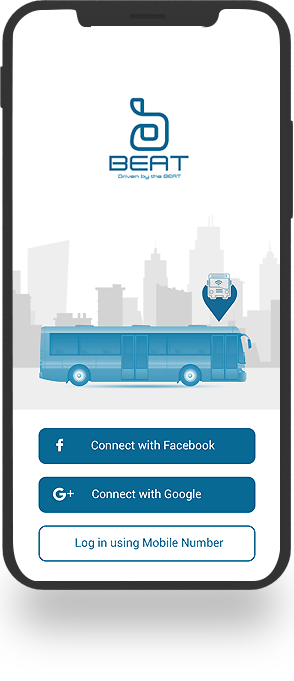 BEAT
Driven by the BEAT
Connect with Facebook
G+ Connect with Google
Log in using Mobile Number